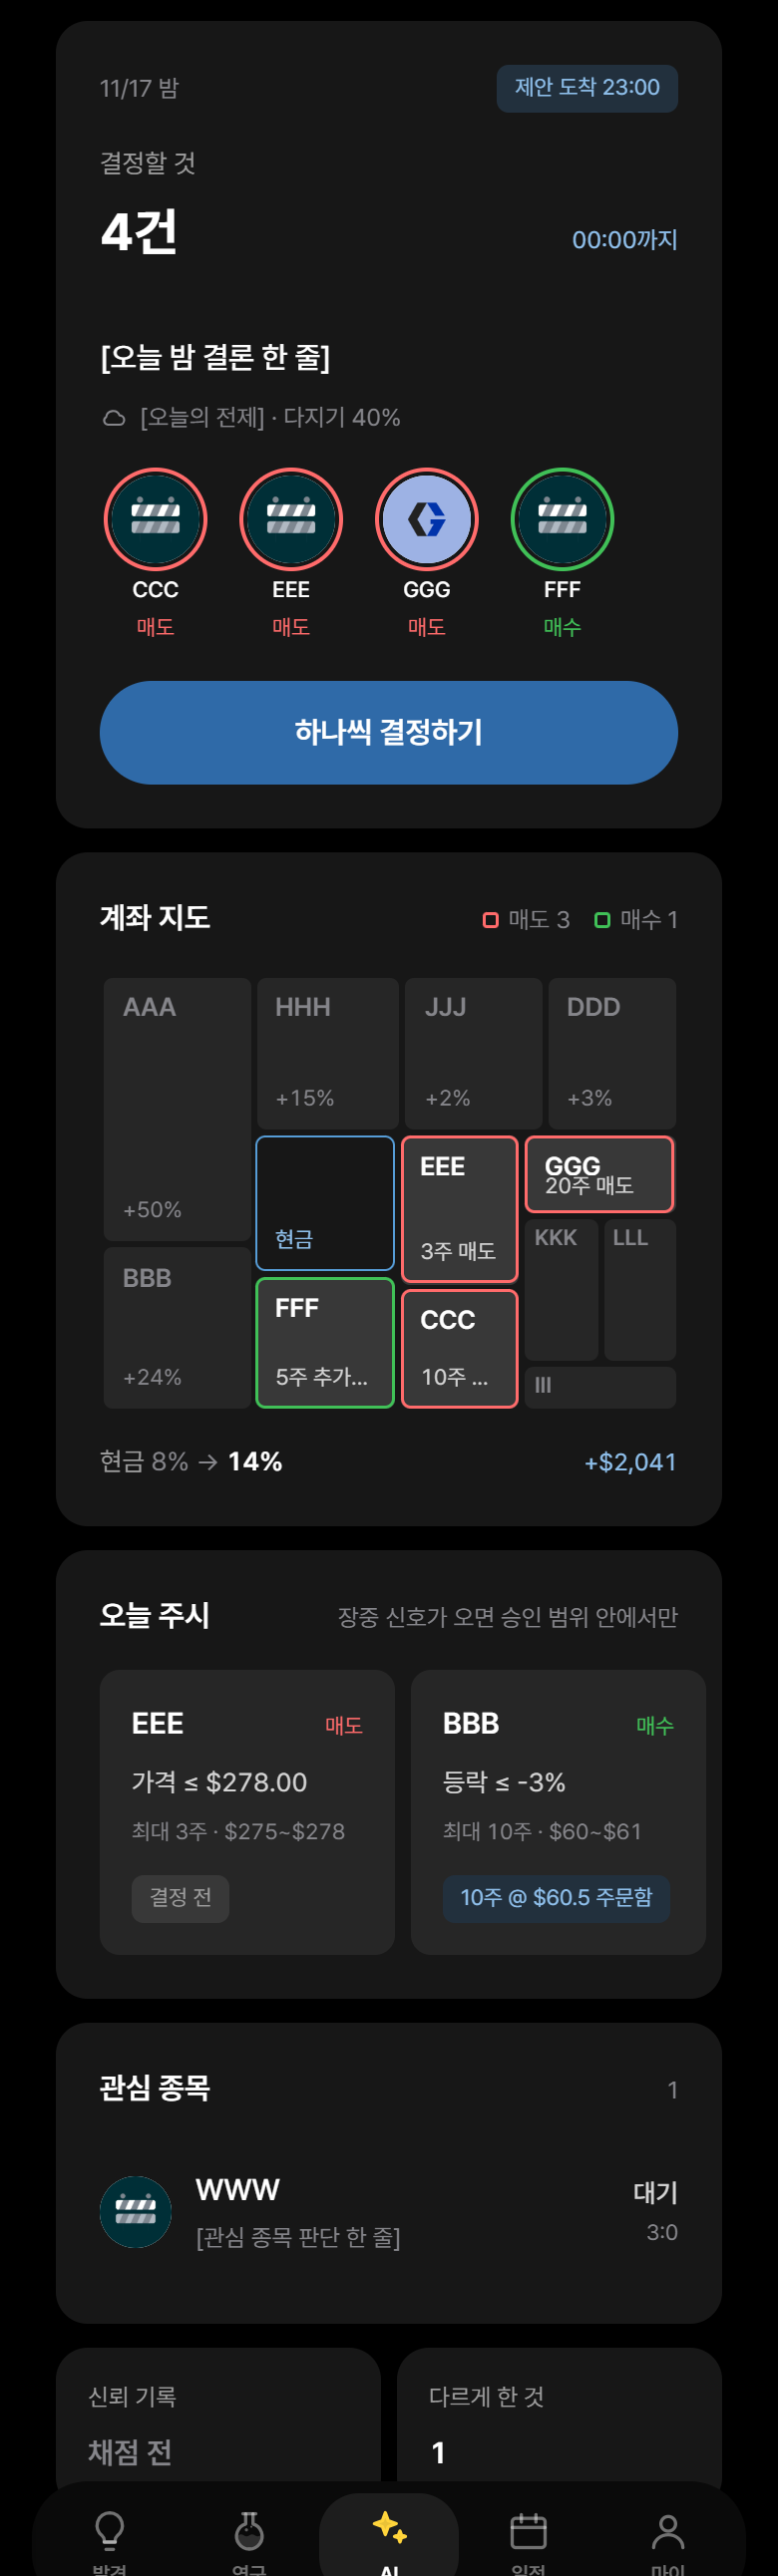 11/17 밤
제안 도착 23:00
결정할 것
4건
00:00까지
[오늘 밤 결론 한 줄]
[오늘의 전제] · 다지기 40%
CCC
매도
EEE
매도
GGG
매도
FFF
매수
하나씩 결정하기
계좌 지도
매도 3
매수 1
AAA
+50%
HHH
+15%
JJJ
+2%
DDD
+3%
BBB
+24%
현금
FFF
5주 추가...
EEE
3주 매도
CCC
10주 ...
GGG
20주 매도
KKK
LLL
III
현금 8% → 14%
+$2,041
오늘 주시
장중 신호가 오면 승인 범위 안에서만
EEE
매도
가격 ≤ $278.00
최대 3주 · $275~$278
결정 전
BBB
매수
등락 ≤ -3%
최대 10주 · $60~$61
10주 @ $60.5 주문함
관심 종목
1
WWW
[관심 종목 판단 한 줄]
대기
3:0
신뢰 기록
채점 전
다르게 한 것
1
발견
연구
AI
일정
마이